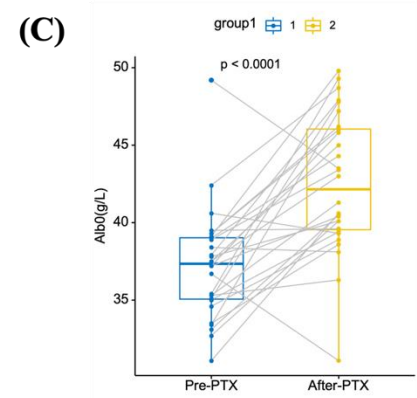 (C)
group1 1 2
p < 0.0001
50
45
40
35
Alb0(g/L)
Pre-PTX After-PTX